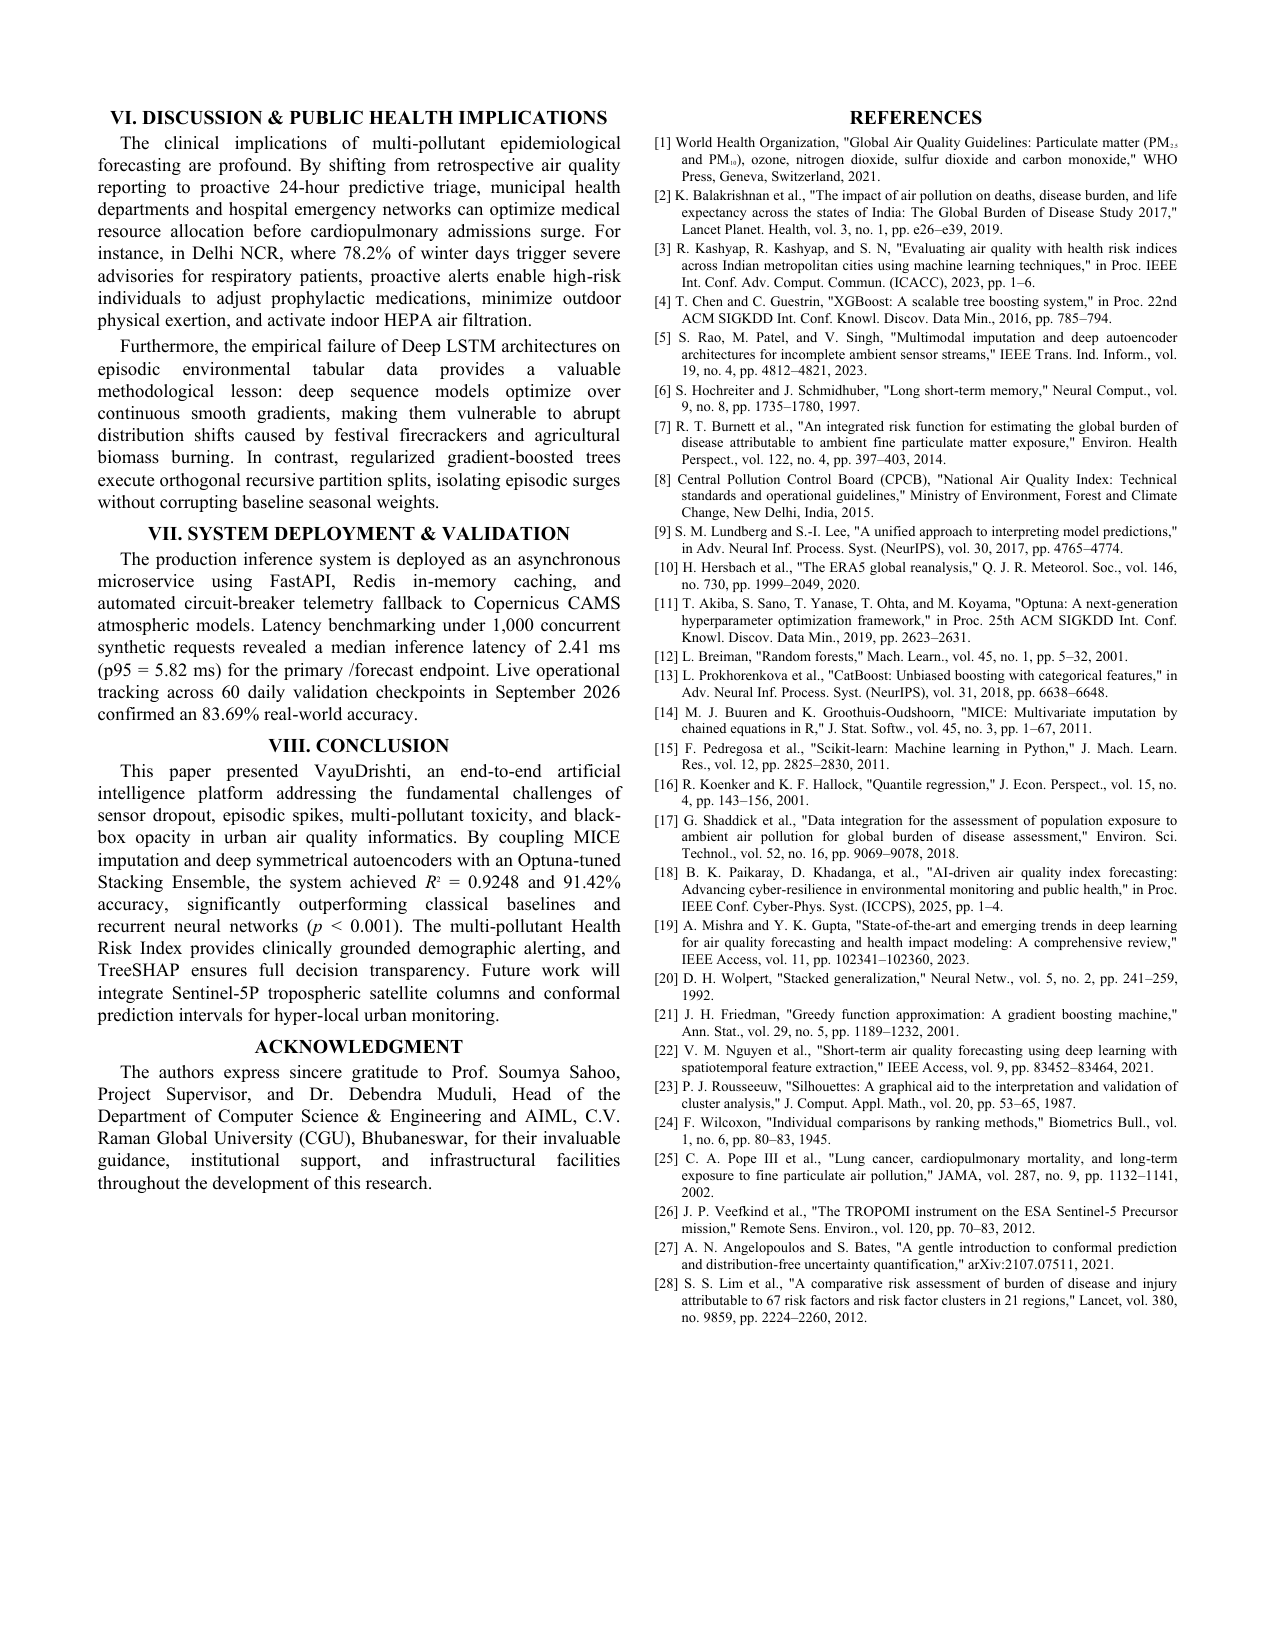 VI. DISCUSSION & PUBLIC HEALTH IMPLICATIONS
The clinical implications of multi-pollutant epidemiological
forecasting are profound. By shifting from retrospective air quality
reporting to proactive 24-hour predictive triage, municipal health
departments and hospital emergency networks can optimize medical
resource allocation before cardiopulmonary admissions surge. For
instance, in Delhi NCR, where 78.2% of winter days trigger severe
advisories for respiratory patients, proactive alerts enable high-risk
individuals to adjust prophylactic medications, minimize outdoor
physical exertion, and activate indoor HEPA air filtration.
Furthermore, the empirical failure of Deep LSTM architectures on
episodic environmental tabular data provides a valuable
methodological lesson: deep sequence models optimize over
continuous smooth gradients, making them vulnerable to abrupt
distribution shifts caused by festival firecrackers and agricultural
biomass burning. In contrast, regularized gradient-boosted trees
execute orthogonal recursive partition splits, isolating episodic surges
without corrupting baseline seasonal weights.
VII. SYSTEM DEPLOYMENT & VALIDATION
The production inference system is deployed as an asynchronous
microservice using FastAPI, Redis in-memory caching, and
automated circuit-breaker telemetry fallback to Copernicus CAMS
atmospheric models. Latency benchmarking under 1,000 concurrent
synthetic requests revealed a median inference latency of 2.41 ms
(p95 = 5.82 ms) for the primary /forecast endpoint. Live operational
tracking across 60 daily validation checkpoints in September 2026
confirmed an 83.69% real-world accuracy.
VIII. CONCLUSION
This paper presented VayuDrishti, an end-to-end artificial
intelligence platform addressing the fundamental challenges of
sensor dropout, episodic spikes, multi-pollutant toxicity, and black-
box opacity in urban air quality informatics. By coupling MICE
imputation and deep symmetrical autoencoders with an Optuna-tuned
Stacking Ensemble, the system achieved R² = 0.9248 and 91.42%
accuracy, significantly outperforming classical baselines and
recurrent neural networks (p < 0.001). The multi-pollutant Health
Risk Index provides clinically grounded demographic alerting, and
TreeSHAP ensures full decision transparency. Future work will
integrate Sentinel-5P tropospheric satellite columns and conformal
prediction intervals for hyper-local urban monitoring.
ACKNOWLEDGMENT
The authors express sincere gratitude to Prof. Soumya Sahoo,
Project Supervisor, and Dr. Debendra Muduli, Head of the
Department of Computer Science & Engineering and AIML, C.V.
Raman Global University (CGU), Bhubaneswar, for their invaluable
guidance, institutional support, and infrastructural facilities
throughout the development of this research.
REFERENCES
[1] World Health Organization, "Global Air Quality Guidelines: Particulate matter (PM₂.₅
and PM₁₀), ozone, nitrogen dioxide, sulfur dioxide and carbon monoxide," WHO
Press, Geneva, Switzerland, 2021.
[2] K. Balakrishnan et al., "The impact of air pollution on deaths, disease burden, and life
expectancy across the states of India: The Global Burden of Disease Study 2017,"
Lancet Planet. Health, vol. 3, no. 1, pp. e26–e39, 2019.
[3] R. Kashyap, R. Kashyap, and S. N, "Evaluating air quality with health risk indices
across Indian metropolitan cities using machine learning techniques," in Proc. IEEE
Int. Conf. Adv. Comput. Commun. (ICACC), 2023, pp. 1–6.
[4] T. Chen and C. Guestrin, "XGBoost: A scalable tree boosting system," in Proc. 22nd
ACM SIGKDD Int. Conf. Knowl. Discov. Data Min., 2016, pp. 785–794.
[5] S. Rao, M. Patel, and V. Singh, "Multimodal imputation and deep autoencoder
architectures for incomplete ambient sensor streams," IEEE Trans. Ind. Inform., vol.
19, no. 4, pp. 4812–4821, 2023.
[6] S. Hochreiter and J. Schmidhuber, "Long short-term memory," Neural Comput., vol.
9, no. 8, pp. 1735–1780, 1997.
[7] R. T. Burnett et al., "An integrated risk function for estimating the global burden of
disease attributable to ambient fine particulate matter exposure," Environ. Health
Perspect., vol. 122, no. 4, pp. 397–403, 2014.
[8] Central Pollution Control Board (CPCB), "National Air Quality Index: Technical
standards and operational guidelines," Ministry of Environment, Forest and Climate
Change, New Delhi, India, 2015.
[9] S. M. Lundberg and S.-I. Lee, "A unified approach to interpreting model predictions,"
in Adv. Neural Inf. Process. Syst. (NeurIPS), vol. 30, 2017, pp. 4765–4774.
[10] H. Hersbach et al., "The ERA5 global reanalysis," Q. J. R. Meteorol. Soc., vol. 146,
no. 730, pp. 1999–2049, 2020.
[11] T. Akiba, S. Sano, T. Yanase, T. Ohta, and M. Koyama, "Optuna: A next-generation
hyperparameter optimization framework," in Proc. 25th ACM SIGKDD Int. Conf.
Knowl. Discov. Data Min., 2019, pp. 2623–2631.
[12] L. Breiman, "Random forests," Mach. Learn., vol. 45, no. 1, pp. 5–32, 2001.
[13] L. Prokhorenkova et al., "CatBoost: Unbiased boosting with categorical features," in
Adv. Neural Inf. Process. Syst. (NeurIPS), vol. 31, 2018, pp. 6638–6648.
[14] M. J. Buuren and K. Groothuis-Oudshoorn, "MICE: Multivariate imputation by
chained equations in R," J. Stat. Softw., vol. 45, no. 3, pp. 1–67, 2011.
[15] F. Pedregosa et al., "Scikit-learn: Machine learning in Python," J. Mach. Learn.
Res., vol. 12, pp. 2825–2830, 2011.
[16] R. Koenker and K. F. Hallock, "Quantile regression," J. Econ. Perspect., vol. 15, no.
4, pp. 143–156, 2001.
[17] G. Shaddick et al., "Data integration for the assessment of population exposure to
ambient air pollution for global burden of disease assessment," Environ. Sci.
Technol., vol. 52, no. 16, pp. 9069–9078, 2018.
[18] B. K. Paikaray, D. Khadanga, et al., "AI-driven air quality index forecasting:
Advancing cyber-resilience in environmental monitoring and public health," in Proc.
IEEE Conf. Cyber-Phys. Syst. (ICCPS), 2025, pp. 1–4.
[19] A. Mishra and Y. K. Gupta, "State-of-the-art and emerging trends in deep learning
for air quality forecasting and health impact modeling: A comprehensive review,"
IEEE Access, vol. 11, pp. 102341–102360, 2023.
[20] D. H. Wolpert, "Stacked generalization," Neural Netw., vol. 5, no. 2, pp. 241–259,
1992.
[21] J. H. Friedman, "Greedy function approximation: A gradient boosting machine,"
Ann. Stat., vol. 29, no. 5, pp. 1189–1232, 2001.
[22] V. M. Nguyen et al., "Short-term air quality forecasting using deep learning with
spatiotemporal feature extraction," IEEE Access, vol. 9, pp. 83452–83464, 2021.
[23] P. J. Rousseeuw, "Silhouettes: A graphical aid to the interpretation and validation of
cluster analysis," J. Comput. Appl. Math., vol. 20, pp. 53–65, 1987.
[24] F. Wilcoxon, "Individual comparisons by ranking methods," Biometrics Bull., vol.
1, no. 6, pp. 80–83, 1945.
[25] C. A. Pope III et al., "Lung cancer, cardiopulmonary mortality, and long-term
exposure to fine particulate air pollution," JAMA, vol. 287, no. 9, pp. 1132–1141,
2002.
[26] J. P. Veefkind et al., "The TROPOMI instrument on the ESA Sentinel-5 Precursor
mission," Remote Sens. Environ., vol. 120, pp. 70–83, 2012.
[27] A. N. Angelopoulos and S. Bates, "A gentle introduction to conformal prediction
and distribution-free uncertainty quantification," arXiv:2107.07511, 2021.
[28] S. S. Lim et al., "A comparative risk assessment of burden of disease and injury
attributable to 67 risk factors and risk factor clusters in 21 regions," Lancet, vol. 380,
no. 9859, pp. 2224–2260, 2012.